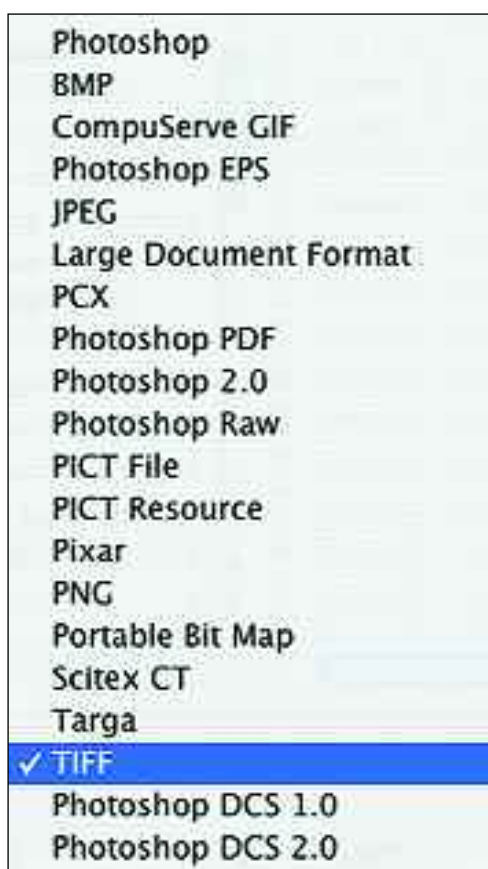 Photoshop
BMP
CompuServe GIF
Photoshop EPS
JPEG
Large Document Format
PCX
Photoshop PDF
Photoshop 2.0
Photoshop Raw
PICT File
PICT Resource
Pixar
PNG
Portable Bit Map
Scitex CT
Targa
✓ TIFF
Photoshop DCS 1.0
Photoshop DCS 2.0